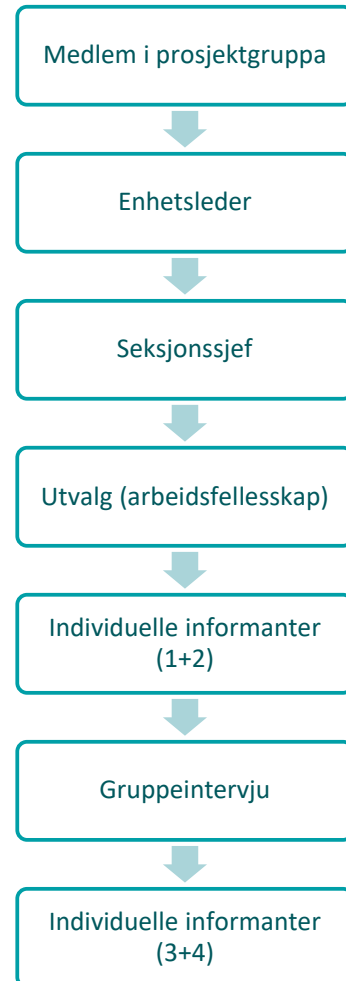 Medlem i prosjektgruppa
Enhetsleder
Seksjonssjef
Utvalg (arbeidsfellesskap)
Individuelle informanter
(1+2)
Gruppeintervju
Individuelle informanter
(3+4)